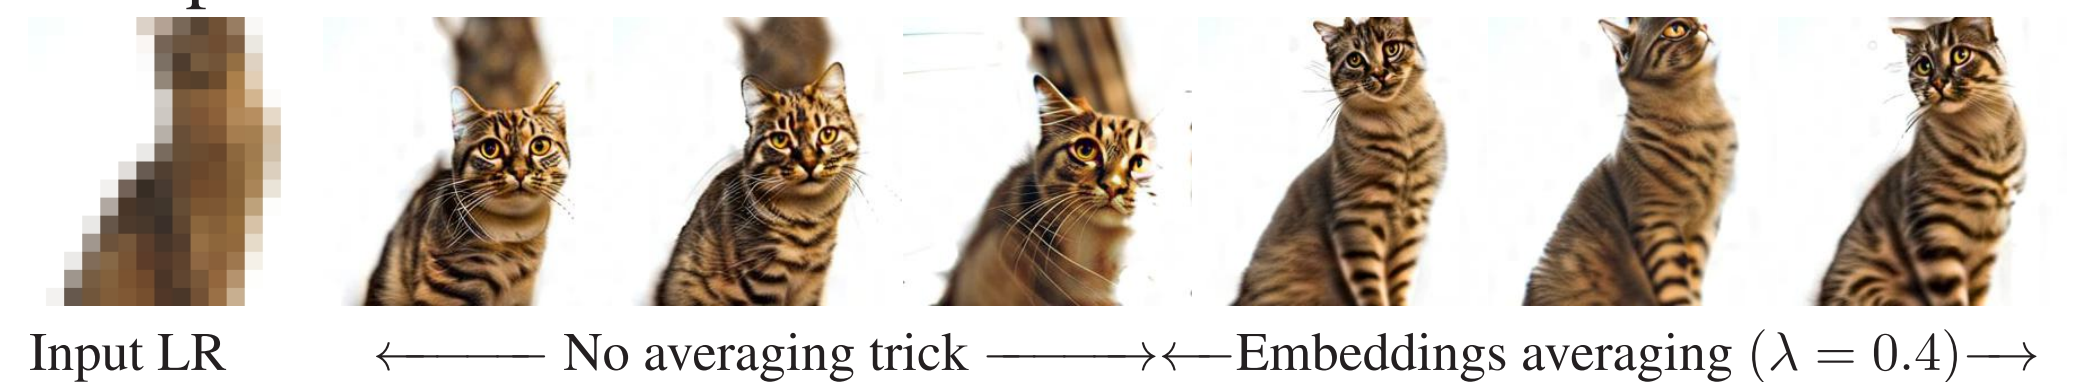 Input LR
No averaging trick
Embeddings averaging (λ = 0.4)